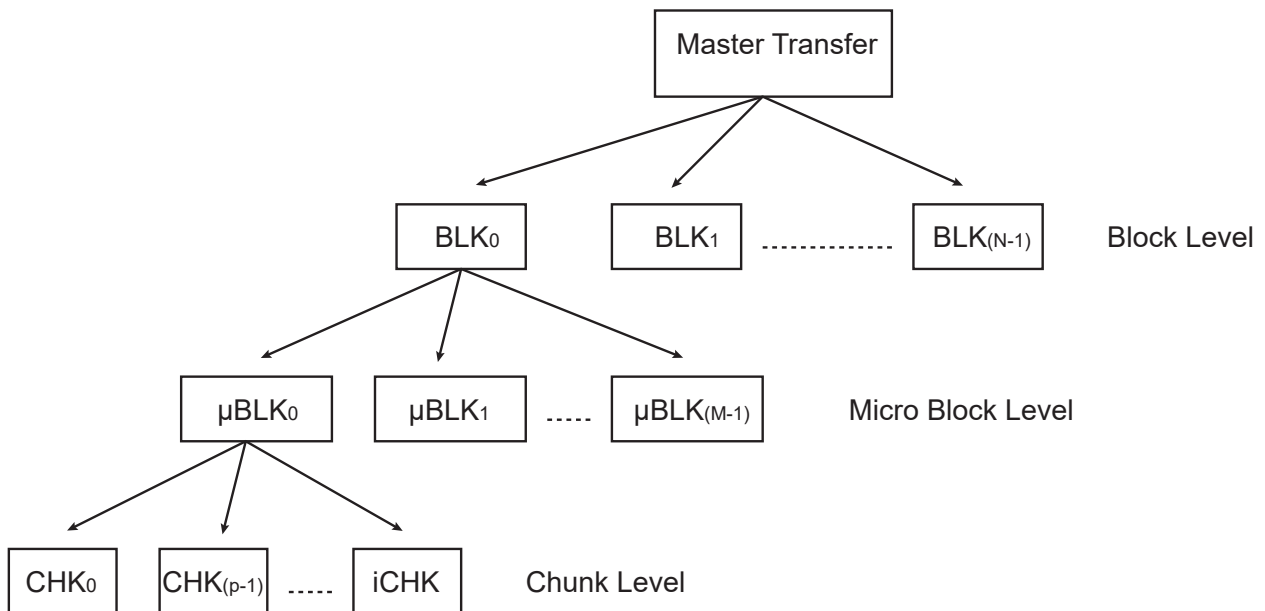 Master Transfer
BLK0 BLK1 BLK(N-1) Block Level
µBLK0 µBLK1 µBLK(M-1) Micro Block Level
CHK0 CHK(p-1) iCHK Chunk Level